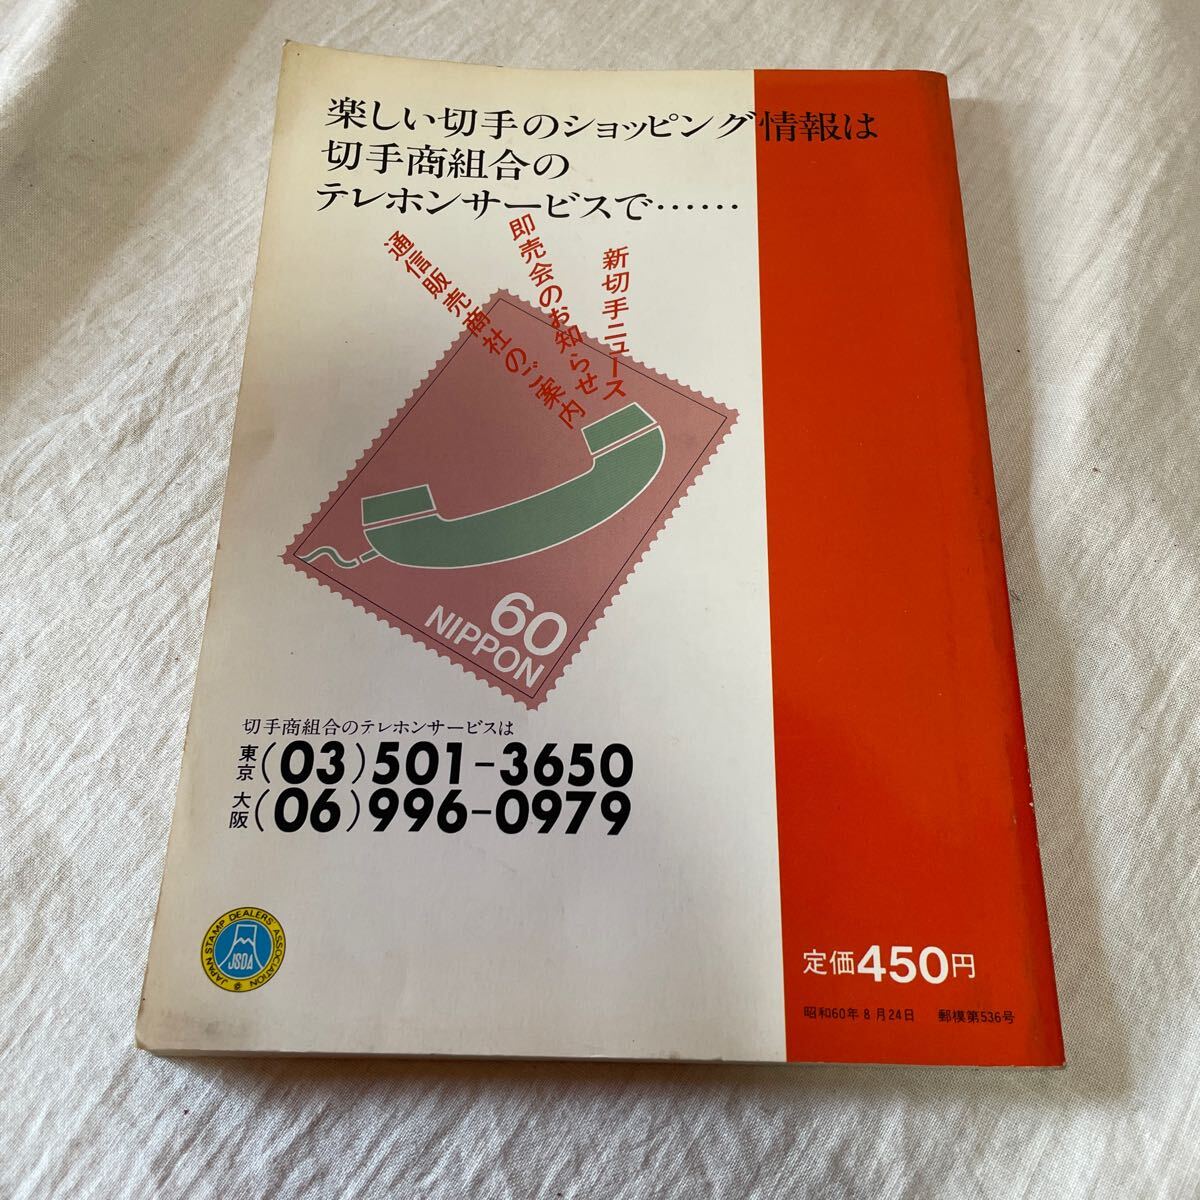 楽しい切手のショッピング情報は
切手商組合の
テレホンサービスで……
新切手ニュース
即売会のお知らせ
通信販売商社のご案内
60
NIPPON
切手商組合のテレホンサービスは
東京(03)501-3650
大阪(06)996-0979
JAPAN STAMP DEALERS' ASSOCIATION
JSDA
定価450円
昭和60年8月24日 郵模第536号